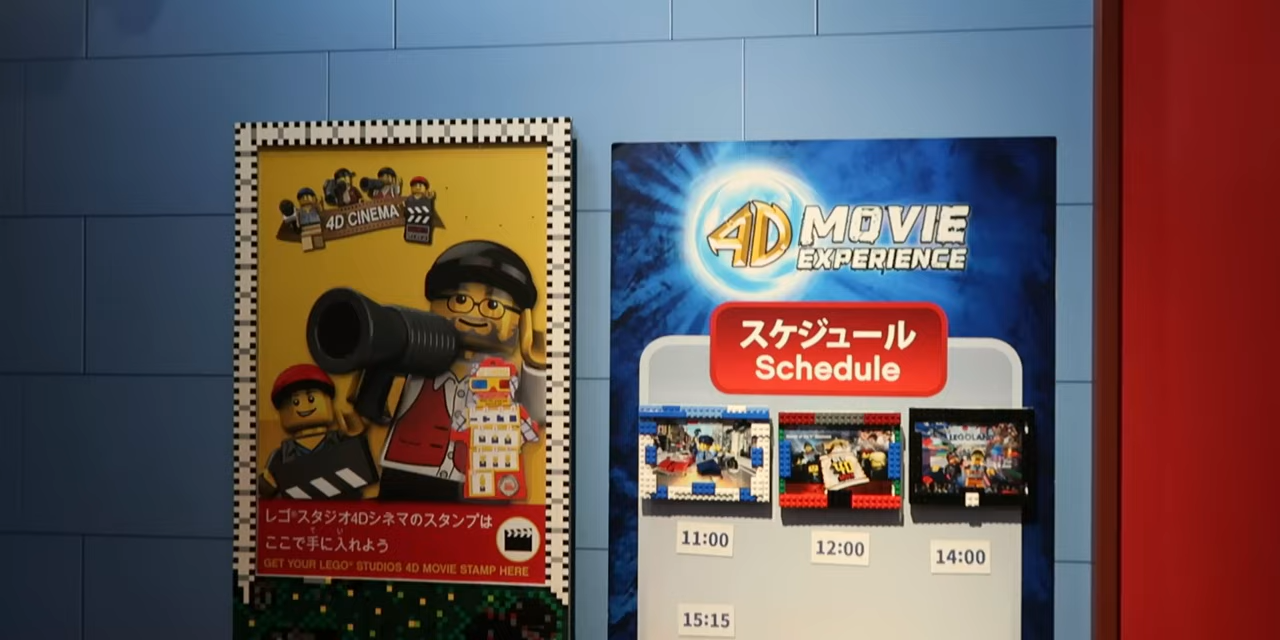 4D CINEMA
レゴ®スタジオ4Dシネマのスタンプは
ここで手に入れよう
GET YOUR LEGO® STUDIOS 4D MOVIE STAMP HERE
4D MOVIE
EXPERIENCE
スケジュール
Schedule
LEGOLAND
11:00
12:00
14:00
15:15